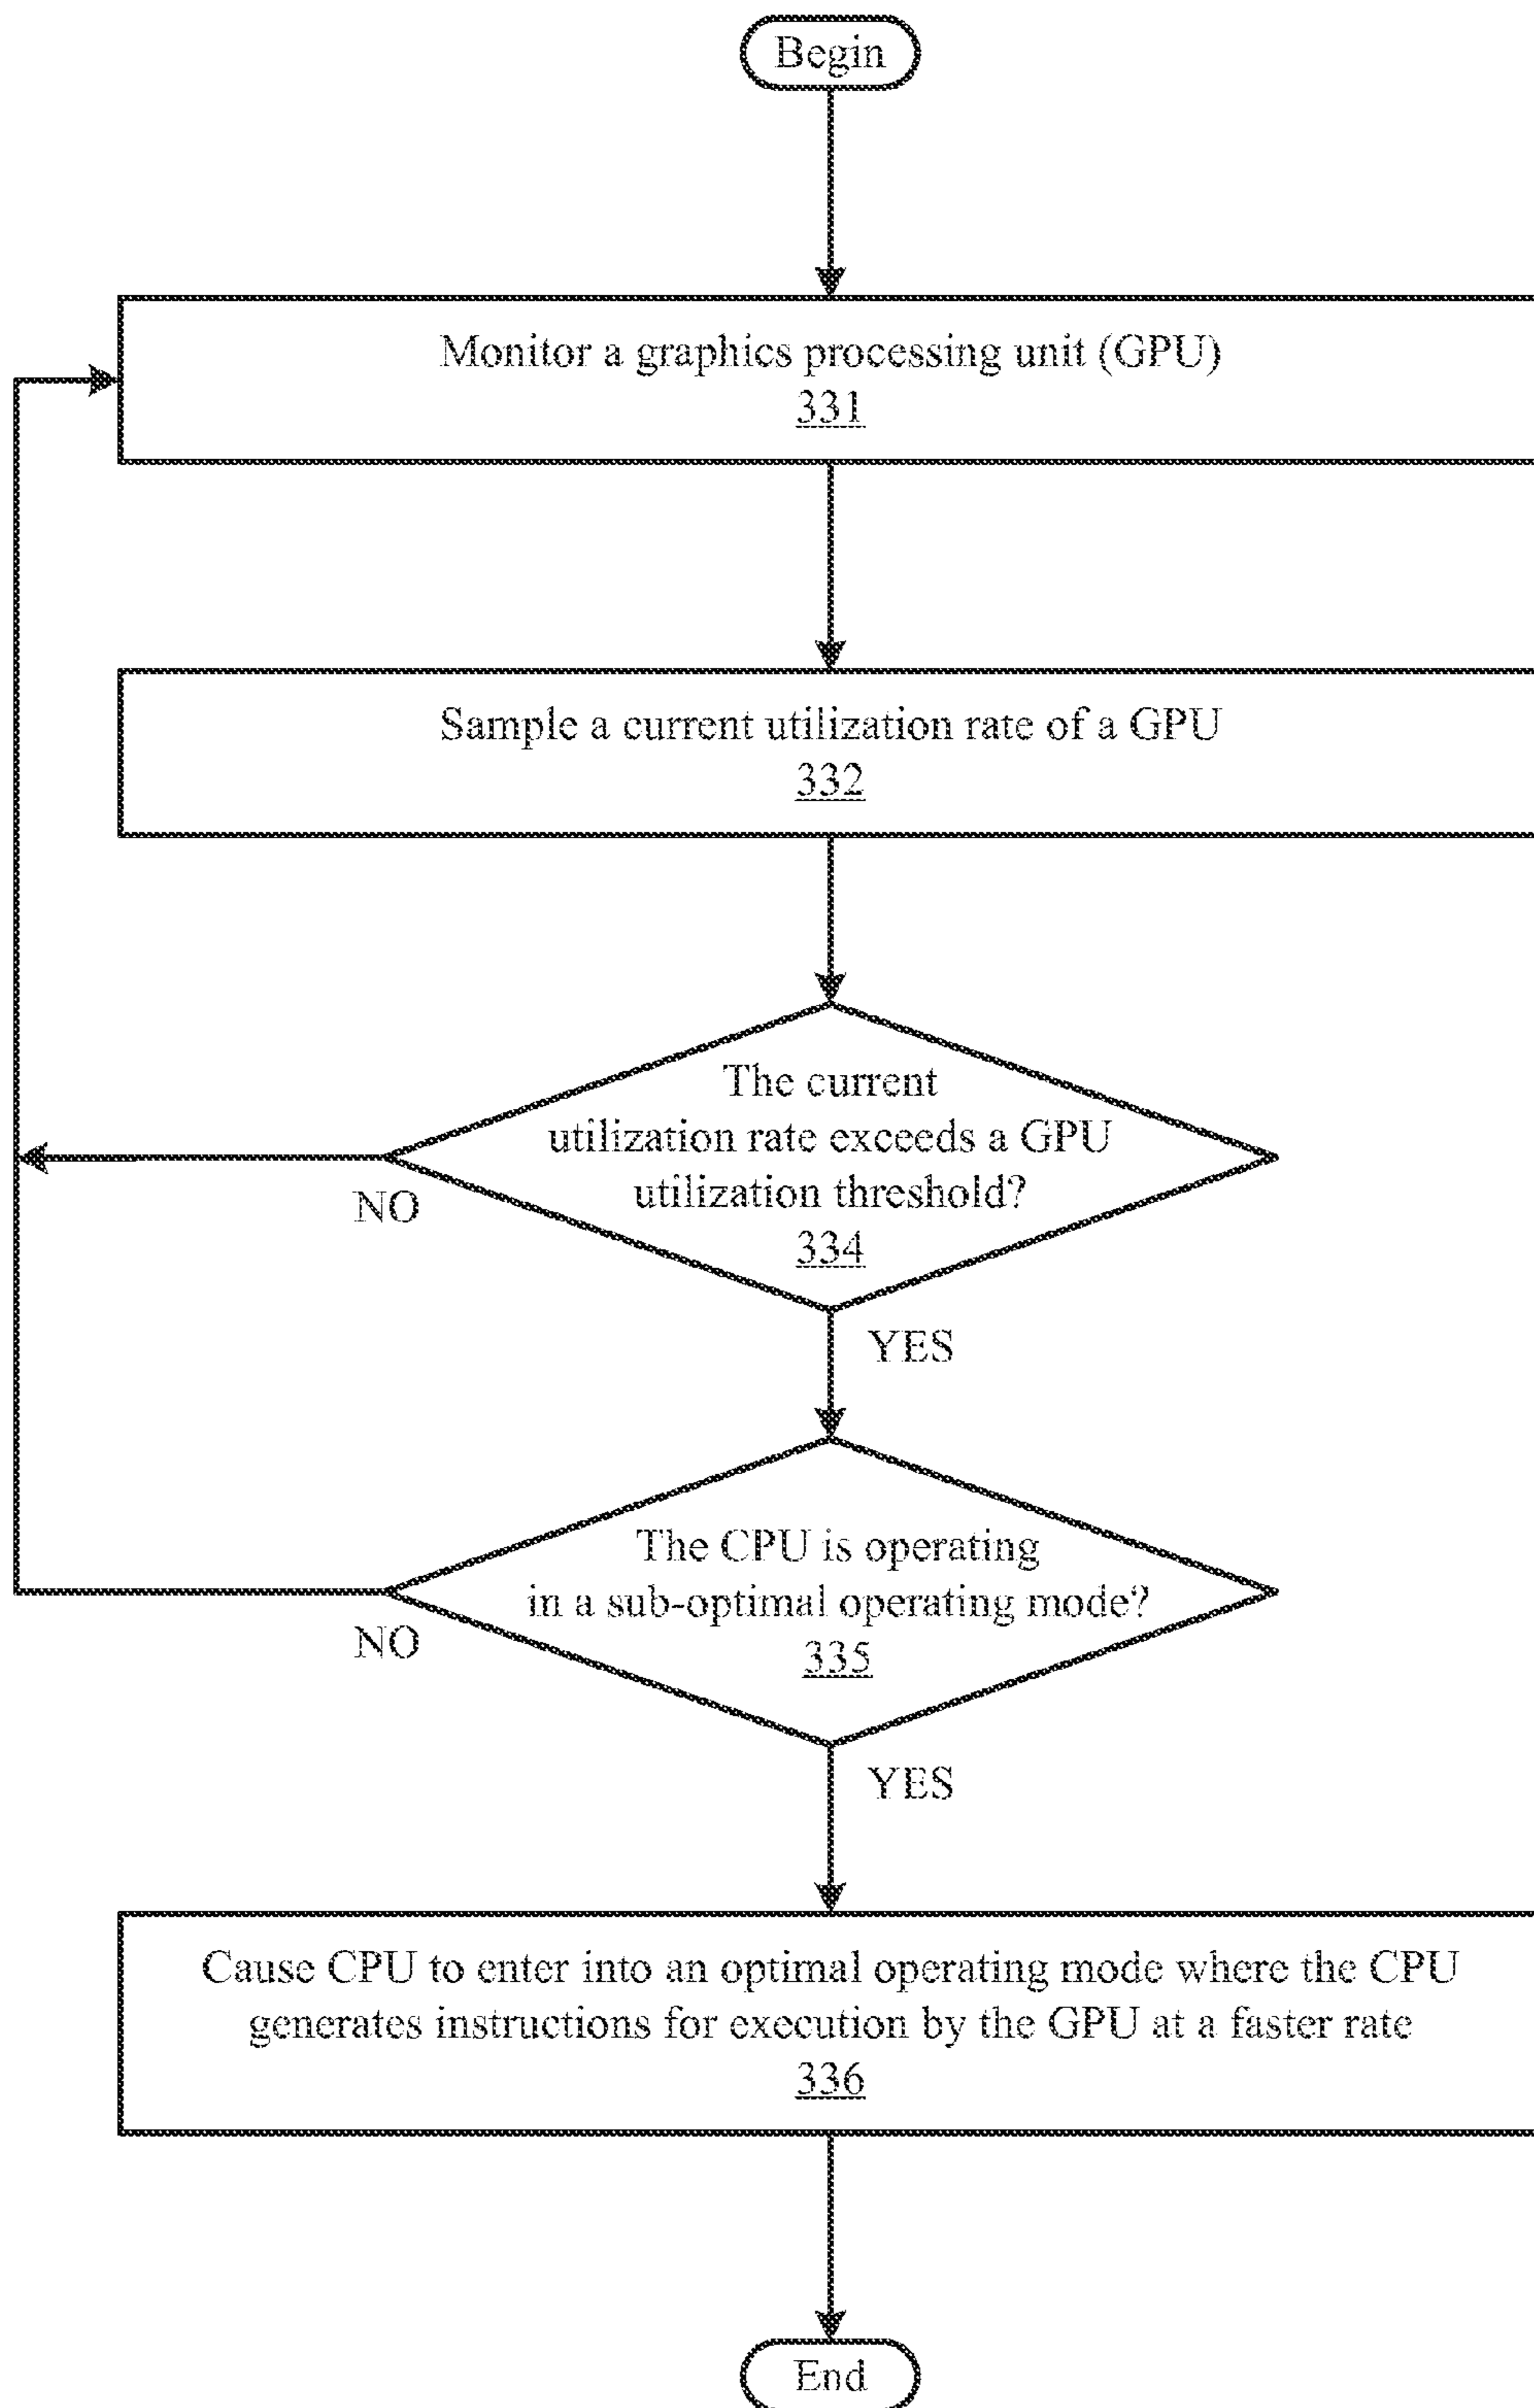 Begin
Monitor a graphics processing unit (GPU)
331
Sample a current utilization rate of a GPU
332
The current
utilization rate exceeds a GPU
utilization threshold?
334
NO
YES
The CPU is operating
in a sub-optimal operating mode?
335
NO
YES
Cause CPU to enter into an optimal operating mode where the CPU
generates instructions for execution by the GPU at a faster rate
336
End